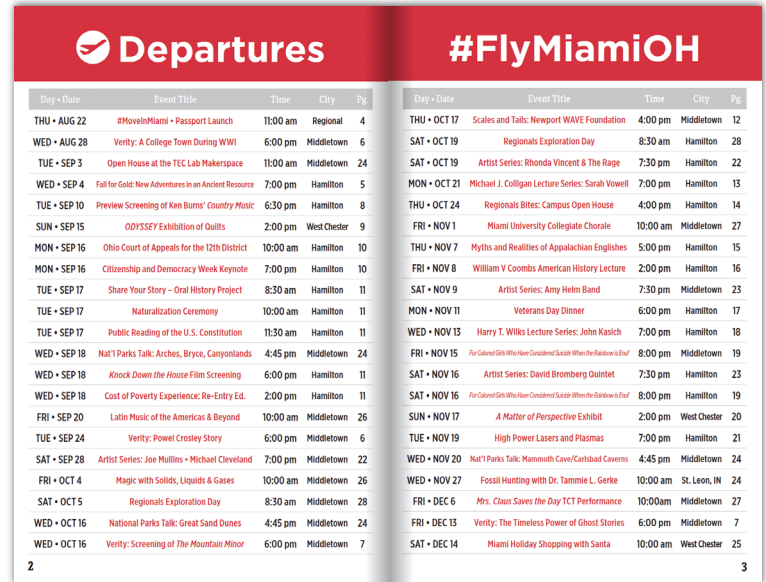 Departures
Day • Date Event Title Time City Pg.
THU • AUG 22 #MoveInMiami • Passport Launch 11:00 am Regional 4
WED • AUG 28 Verity: A College Town During WWI 6:00 pm Middletown 6
TUE • SEP 3 Open House at the TEC Lab Makerspace 11:00 am Middletown 24
WED • SEP 4 Fall for Gold: New Adventures in an Ancient Resource 7:00 pm Hamilton 5
TUE • SEP 10 Preview Screening of Ken Burns' Country Music 6:30 pm Hamilton 8
SUN • SEP 15 ODYSSEY Exhibition of Quilts 2:00 pm West Chester 9
MON • SEP 16 Ohio Court of Appeals for the 12th District 10:00 am Hamilton 10
MON • SEP 16 Citizenship and Democracy Week Keynote 7:00 pm Hamilton 10
TUE • SEP 17 Share Your Story – Oral History Project 8:30 am Hamilton 11
TUE • SEP 17 Naturalization Ceremony 10:00 am Hamilton 11
TUE • SEP 17 Public Reading of the U.S. Constitution 11:30 am Hamilton 11
WED • SEP 18 Nat'l Parks Talk: Arches, Bryce, Canyonlands 4:45 pm Middletown 24
WED • SEP 18 Knock Down the House Film Screening 6:00 pm Hamilton 11
WED • SEP 18 Cost of Poverty Experience: Re-Entry Ed. 2:00 pm Hamilton 11
FRI • SEP 20 Latin Music of the Americas & Beyond 10:00 am Middletown 26
TUE • SEP 24 Verity: Powel Crosley Story 6:00 pm Middletown 6
SAT • SEP 28 Artist Series: Joe Mullins • Michael Cleveland 7:00 pm Middletown 22
FRI • OCT 4 Magic with Solids, Liquids & Gases 10:00 am Middletown 26
SAT • OCT 5 Regionals Exploration Day 8:30 am Middletown 28
WED • OCT 16 National Parks Talk: Great Sand Dunes 4:45 pm Middletown 24
WED • OCT 16 Verity: Screening of The Mountain Minor 6:00 pm Middletown 7
2
#FlyMiamiOH
Day • Date Event Title Time City Pg.
THU • OCT 17 Scales and Tails: Newport WAVE Foundation 4:00 pm Middletown 12
SAT • OCT 19 Regionals Exploration Day 8:30 am Hamilton 28
SAT • OCT 19 Artist Series: Rhonda Vincent & The Rage 7:30 pm Hamilton 22
MON • OCT 21 Michael J. Colligan Lecture Series: Sarah Vowell 7:00 pm Hamilton 13
THU • OCT 24 Regionals Bites: Campus Open House 4:00 pm Hamilton 14
FRI • NOV 1 Miami University Collegiate Chorale 10:00 am Middletown 27
THU • NOV 7 Myths and Realities of Appalachian Englishes 5:00 pm Hamilton 15
FRI • NOV 8 William V Coombs American History Lecture 2:00 pm Hamilton 16
SAT • NOV 9 Artist Series: Amy Helm Band 7:30 pm Middletown 23
MON • NOV 11 Veterans Day Dinner 6:00 pm Hamilton 17
WED • NOV 13 Harry T. Wilks Lecture Series: John Kasich 7:00 pm Hamilton 18
FRI • NOV 15 For Colored Girls Who Have Considered Suicide When the Rainbow is Enuf 8:00 pm Middletown 19
SAT • NOV 16 Artist Series: David Bromberg Quintet 7:30 pm Hamilton 23
SAT • NOV 16 For Colored Girls Who Have Considered Suicide When the Rainbow is Enuf 8:00 pm Hamilton 19
SUN • NOV 17 A Matter of Perspective Exhibit 2:00 pm West Chester 20
TUE • NOV 19 High Power Lasers and Plasmas 7:00 pm Hamilton 21
WED • NOV 20 Nat'l Parks Talk: Mammoth Cave/Carlsbad Caverns 4:45 pm Middletown 24
WED • NOV 27 Fossil Hunting with Dr. Tammie L. Gerke 10:00 am St. Leon, IN 24
FRI • DEC 6 Mrs. Claus Saves the Day TCT Performance 10:00am Middletown 27
FRI • DEC 13 Verity: The Timeless Power of Ghost Stories 6:00 pm Middletown 7
SAT • DEC 14 Miami Holiday Shopping with Santa 10:00 am West Chester 25
3